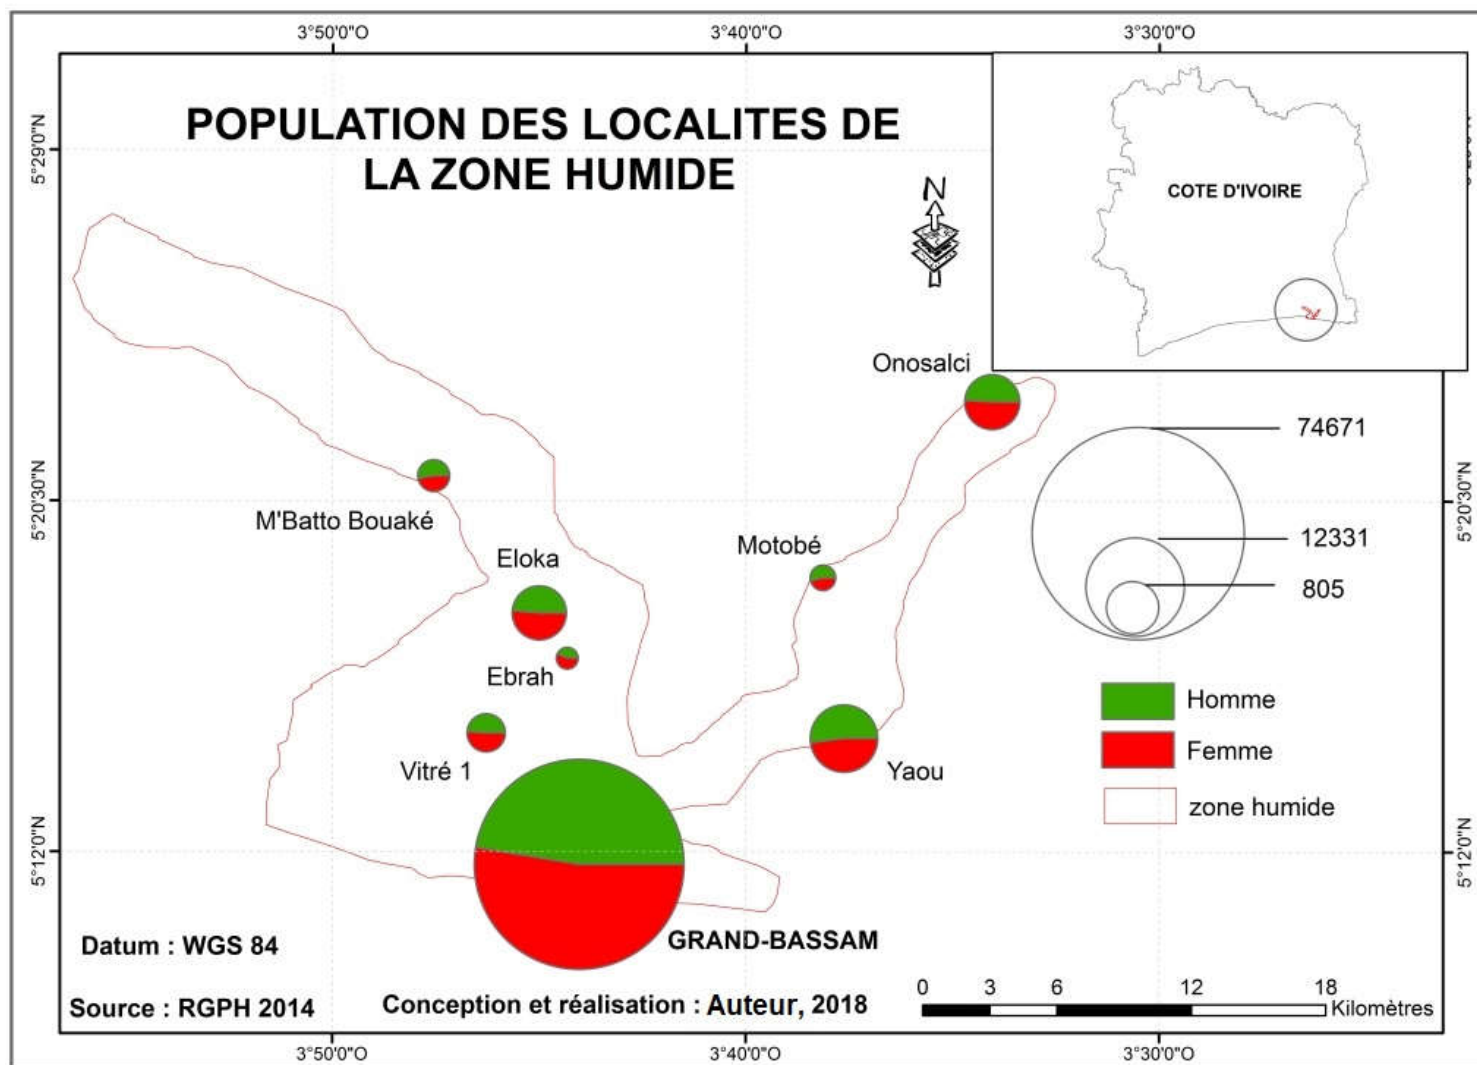 3°50'0"O
3°40'0"O
3°30'0"O
POPULATION DES LOCALITES DE
LA ZONE HUMIDE
N
COTE D'IVOIRE
5°29'0"N
Onosalci
74671
M'Batto Bouaké
5°20'30"N
5°20'30"N
Motobé
12331
Eloka
805
Ebrah
Homme
Vitré 1
Yaou
Femme
zone humide
5°12'0"N
5°12'0"N
GRAND-BASSAM
Datum : WGS 84
Source : RGPH 2014
Conception et réalisation : Auteur, 2018
0 3 6 12 18
Kilomètres
3°50'0"O
3°40'0"O
3°30'0"O